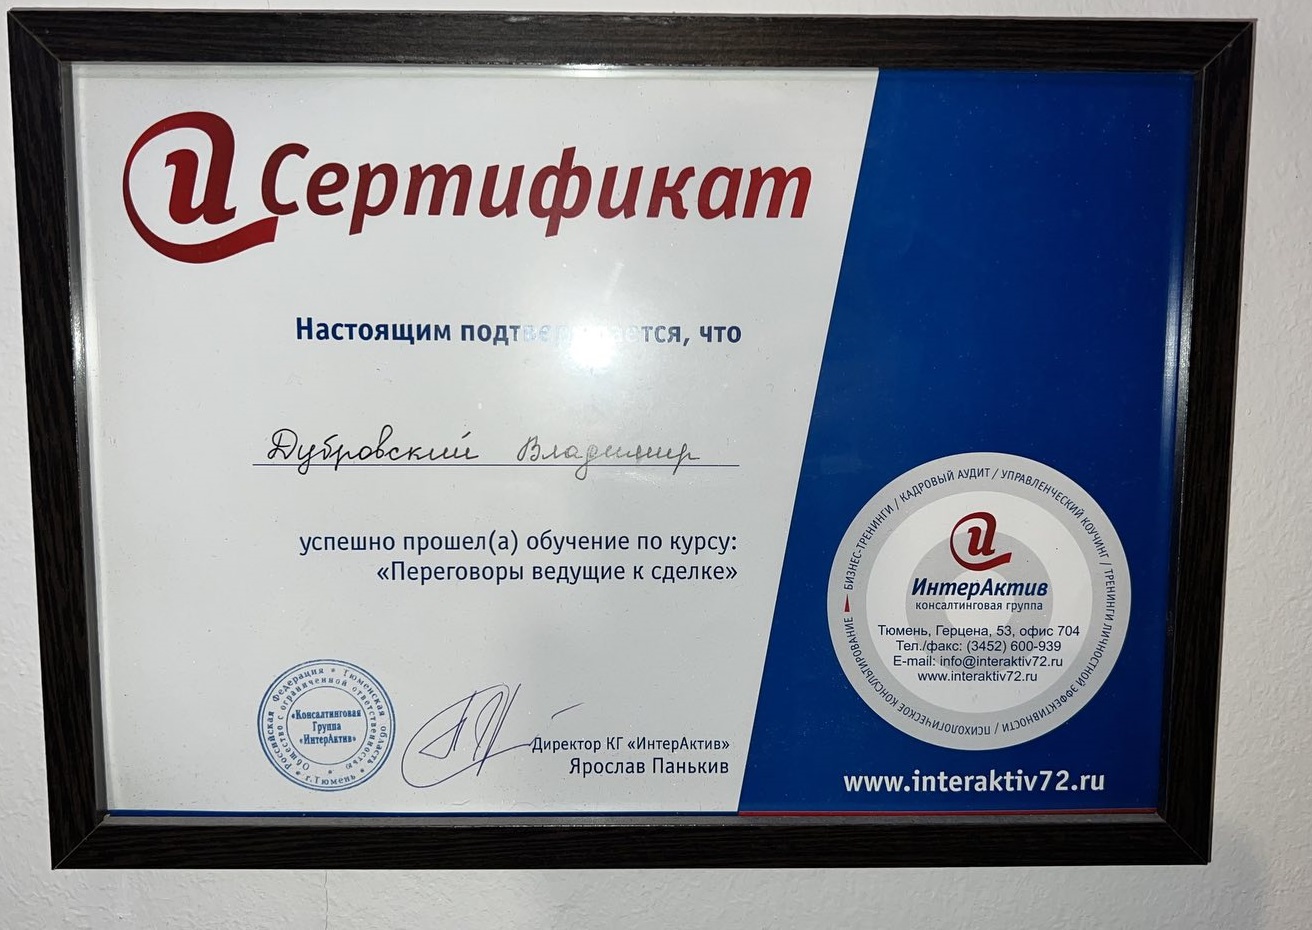 Сертификат
Настоящим подтверждается, что
Дубровский Владимир
успешно прошел(а) обучение по курсу:
«Переговоры ведущие к сделке»
Российская Федерация * Тюменская область *
Общество с ограниченной ответственностью
«Консалтинговая
Группа
«ИнтерАктив»
* г.Тюмень *
Директор КГ «ИнтерАктив»
Ярослав Панькив
БИЗНЕС-ТРЕНИНГИ / КАДРОВЫЙ АУДИТ / УПРАВЛЕНЧЕСКИЙ КОУЧИНГ / ТРЕНИНГИ ЛИЧНОСТНОЙ ЭФФЕКТИВНОСТИ / ПСИХОЛОГИЧЕСКОЕ КОНСУЛЬТИРОВАНИЕ
и
ИнтерАктив
консалтинговая группа
Тюмень, Герцена, 53, офис 704
Тел./факс: (3452) 600-939
E-mail: info@interaktiv72.ru
www.interaktiv72.ru
www.interaktiv72.ru